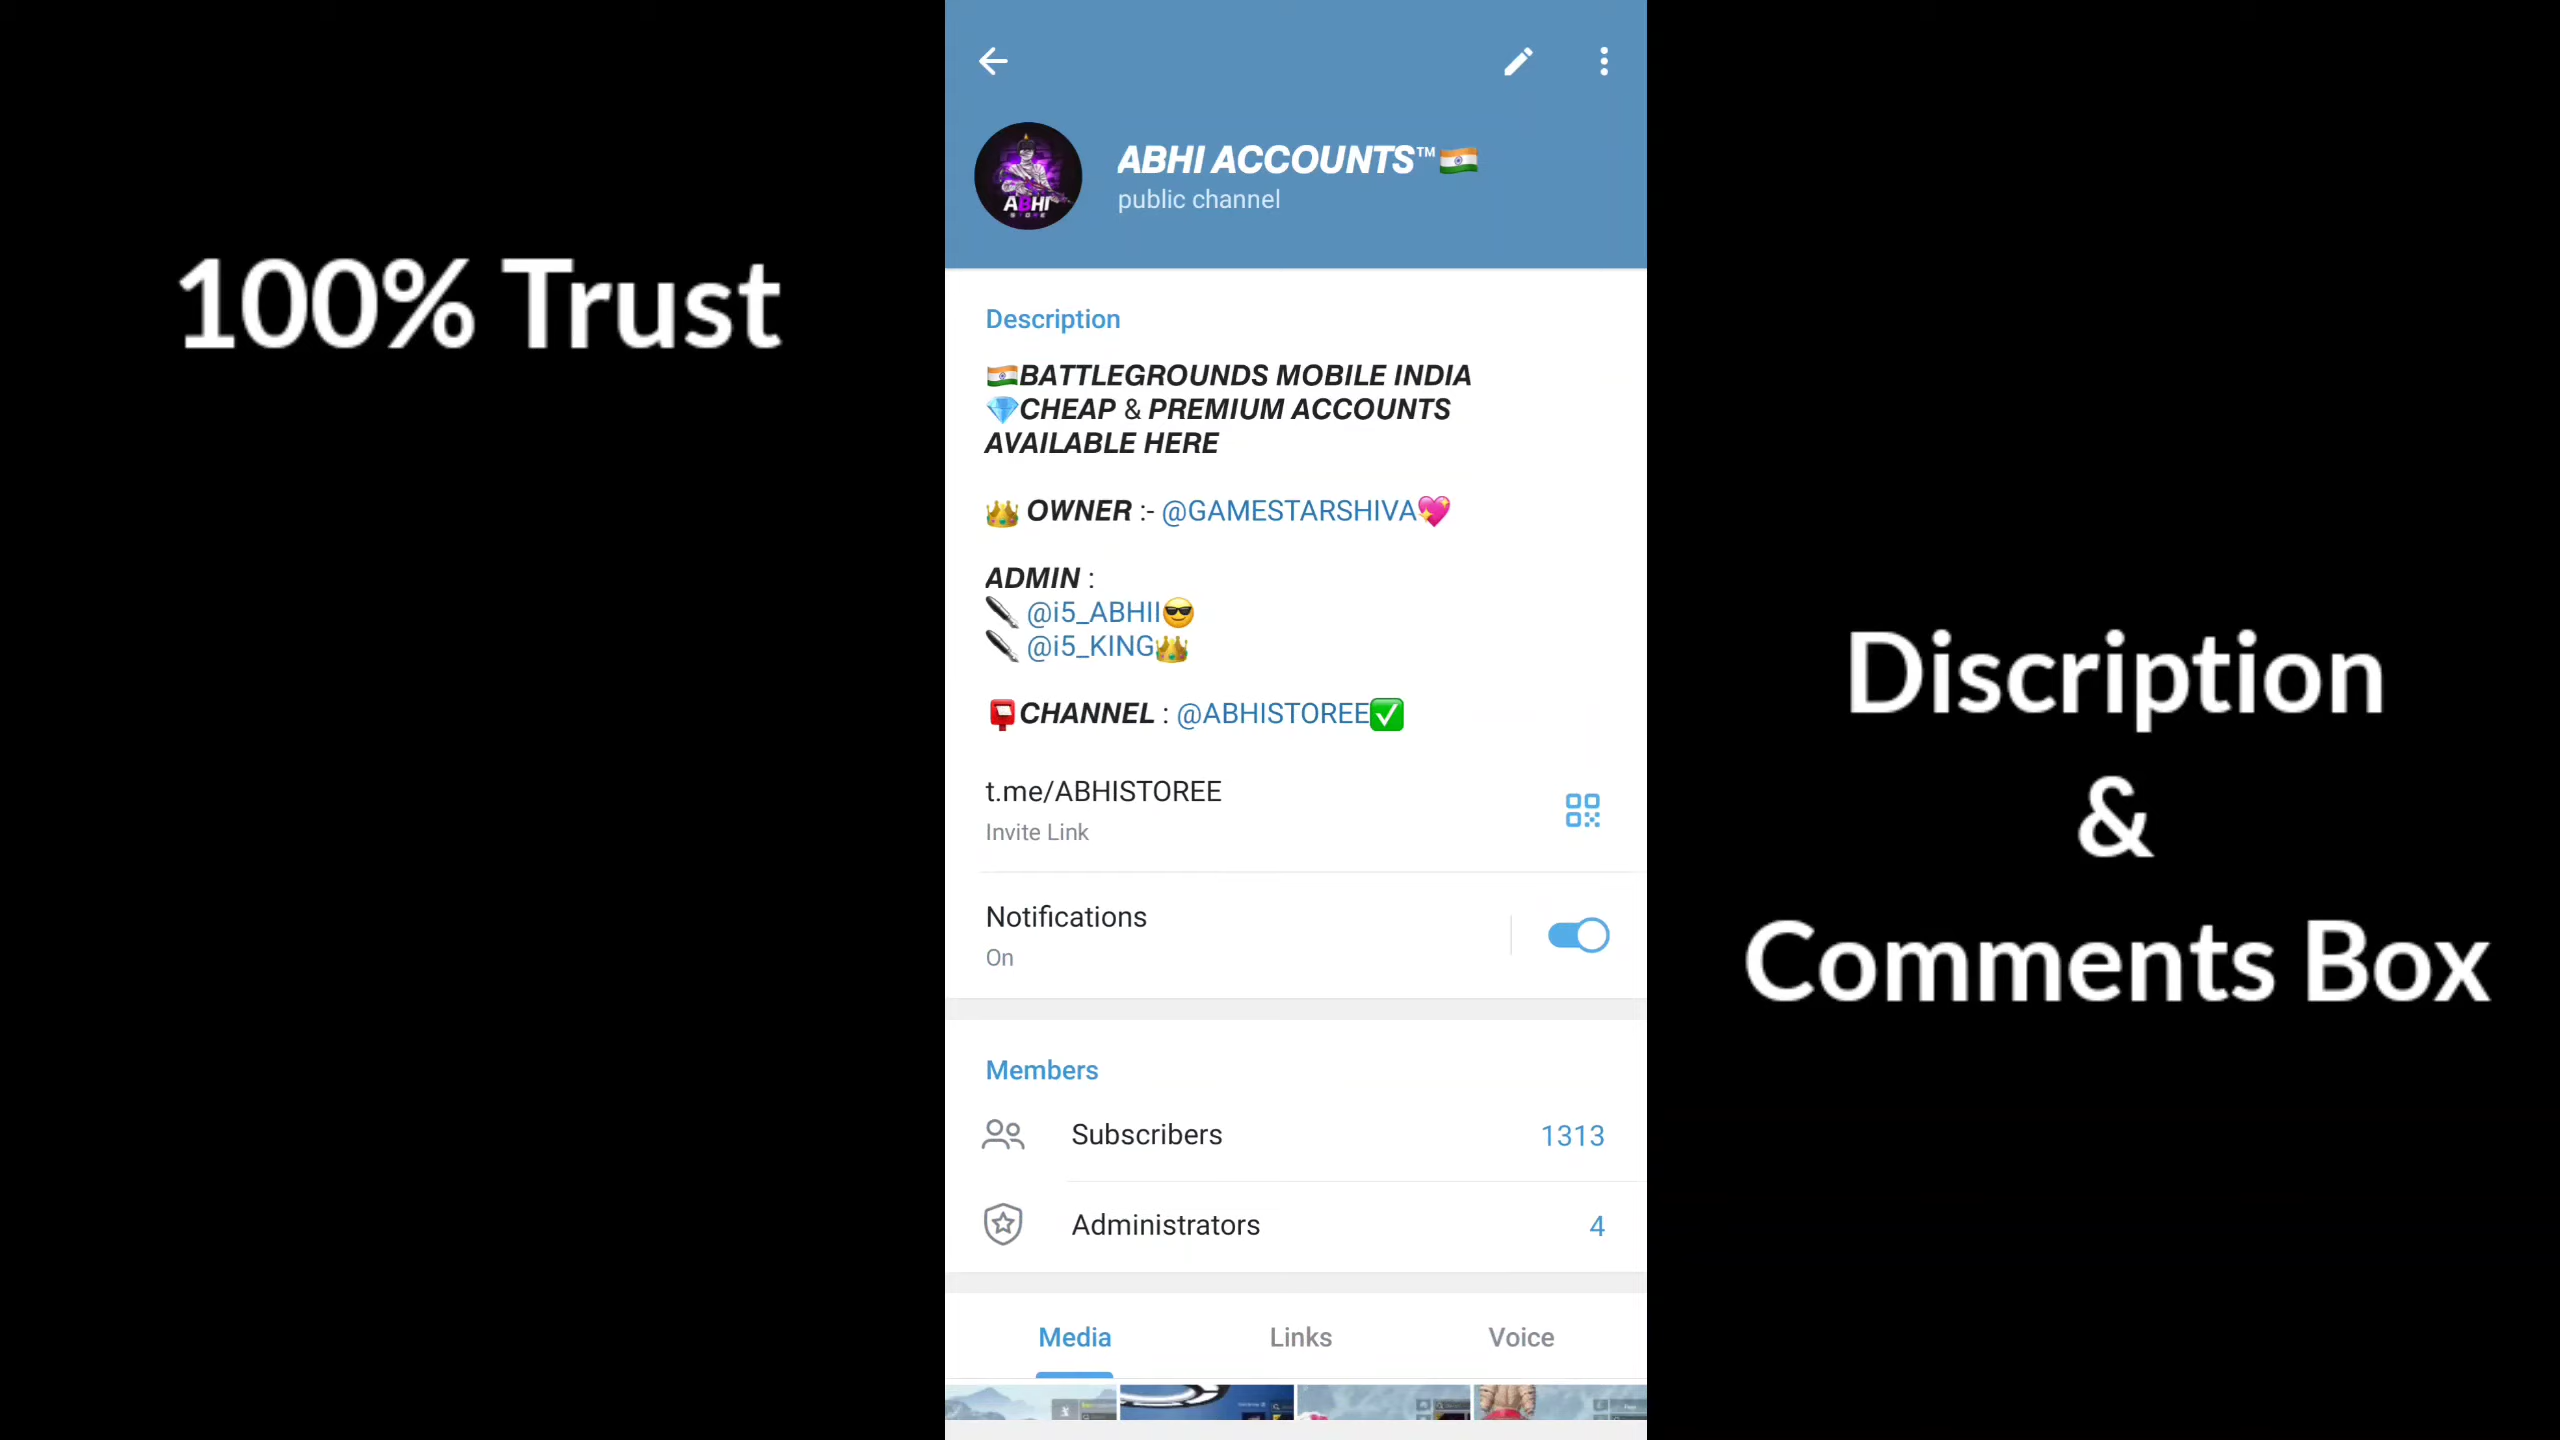 100% Trust
ABHI ACCOUNTS™🇮🇳
public channel
ABHI
STORE
Description
🇮🇳BATTLEGROUNDS MOBILE INDIA
💎CHEAP & PREMIUM ACCOUNTS
AVAILABLE HERE
👑 OWNER :- @GAMESTARSHIVA💖
ADMIN :
✒️ @i5_ABHII😎
✒️ @i5_KING👑
📮CHANNEL : @ABHISTOREE✅
t.me/ABHISTOREE
Invite Link
Notifications
On
Members
Subscribers 1313
Administrators 4
Media Links Voice
Discription
&
Comments Box